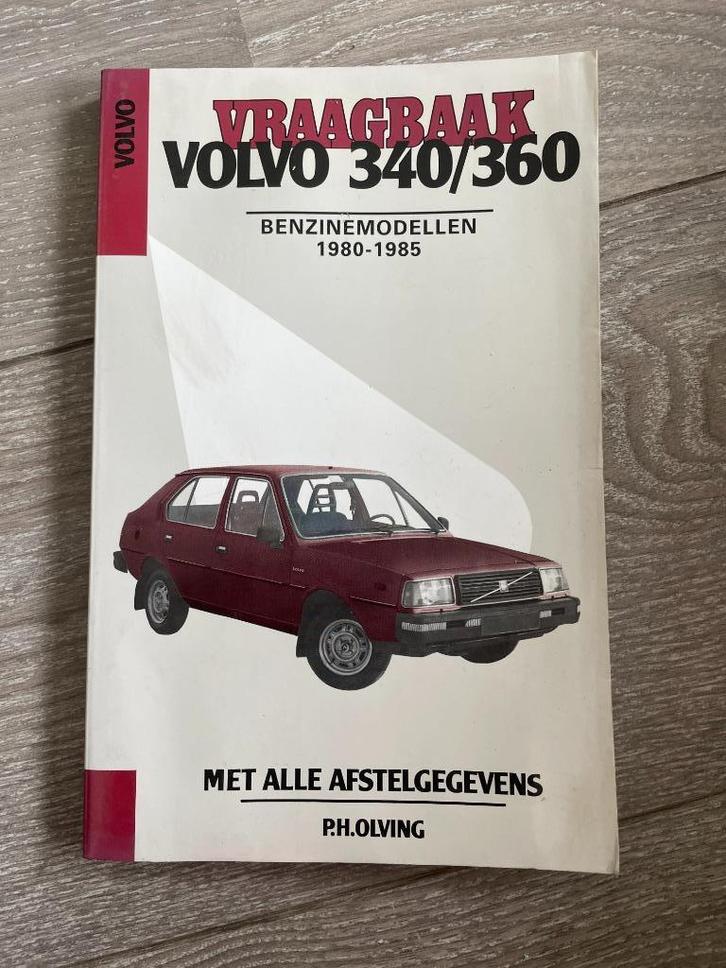 VOLVO
VRAAGBAAK
VOLVO 340/360
BENZINEMODELLEN
1980-1985
MET ALLE AFSTELGEGEVENS
P.H.OLVING